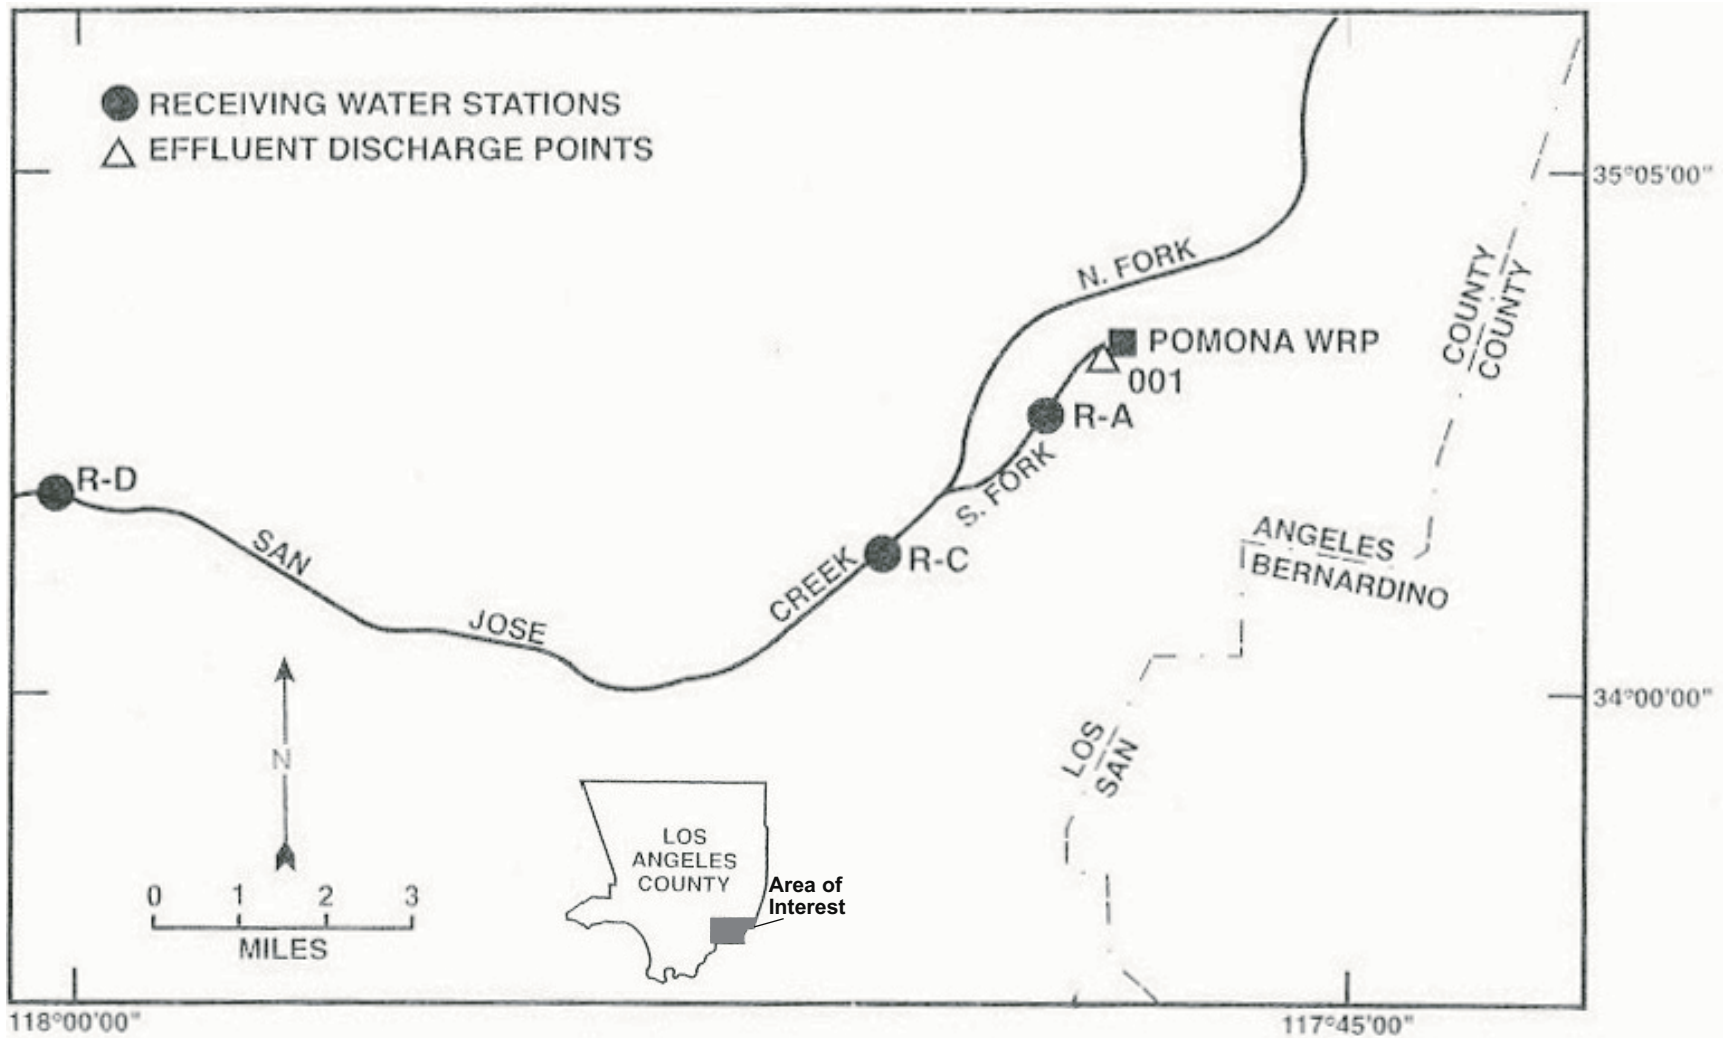 RECEIVING WATER STATIONS
EFFLUENT DISCHARGE POINTS
35°05'00"
N. FORK
COUNTY
COUNTY
POMONA WRP
001
R-A
R-D
S. FORK
SAN
ANGELES
BERNARDINO
R-C
CREEK
JOSE
34°00'00"
LOS
SAN
N
LOS
ANGELES
COUNTY
Area of
Interest
0 1 2 3
MILES
118°00'00"
117°45'00"